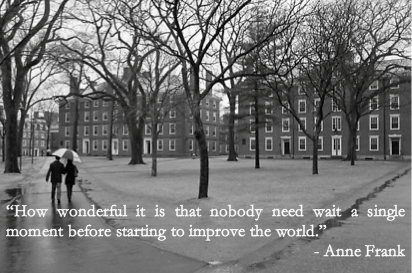 “How wonderful it is that nobody need wait a single
moment before starting to improve the world.”
- Anne Frank